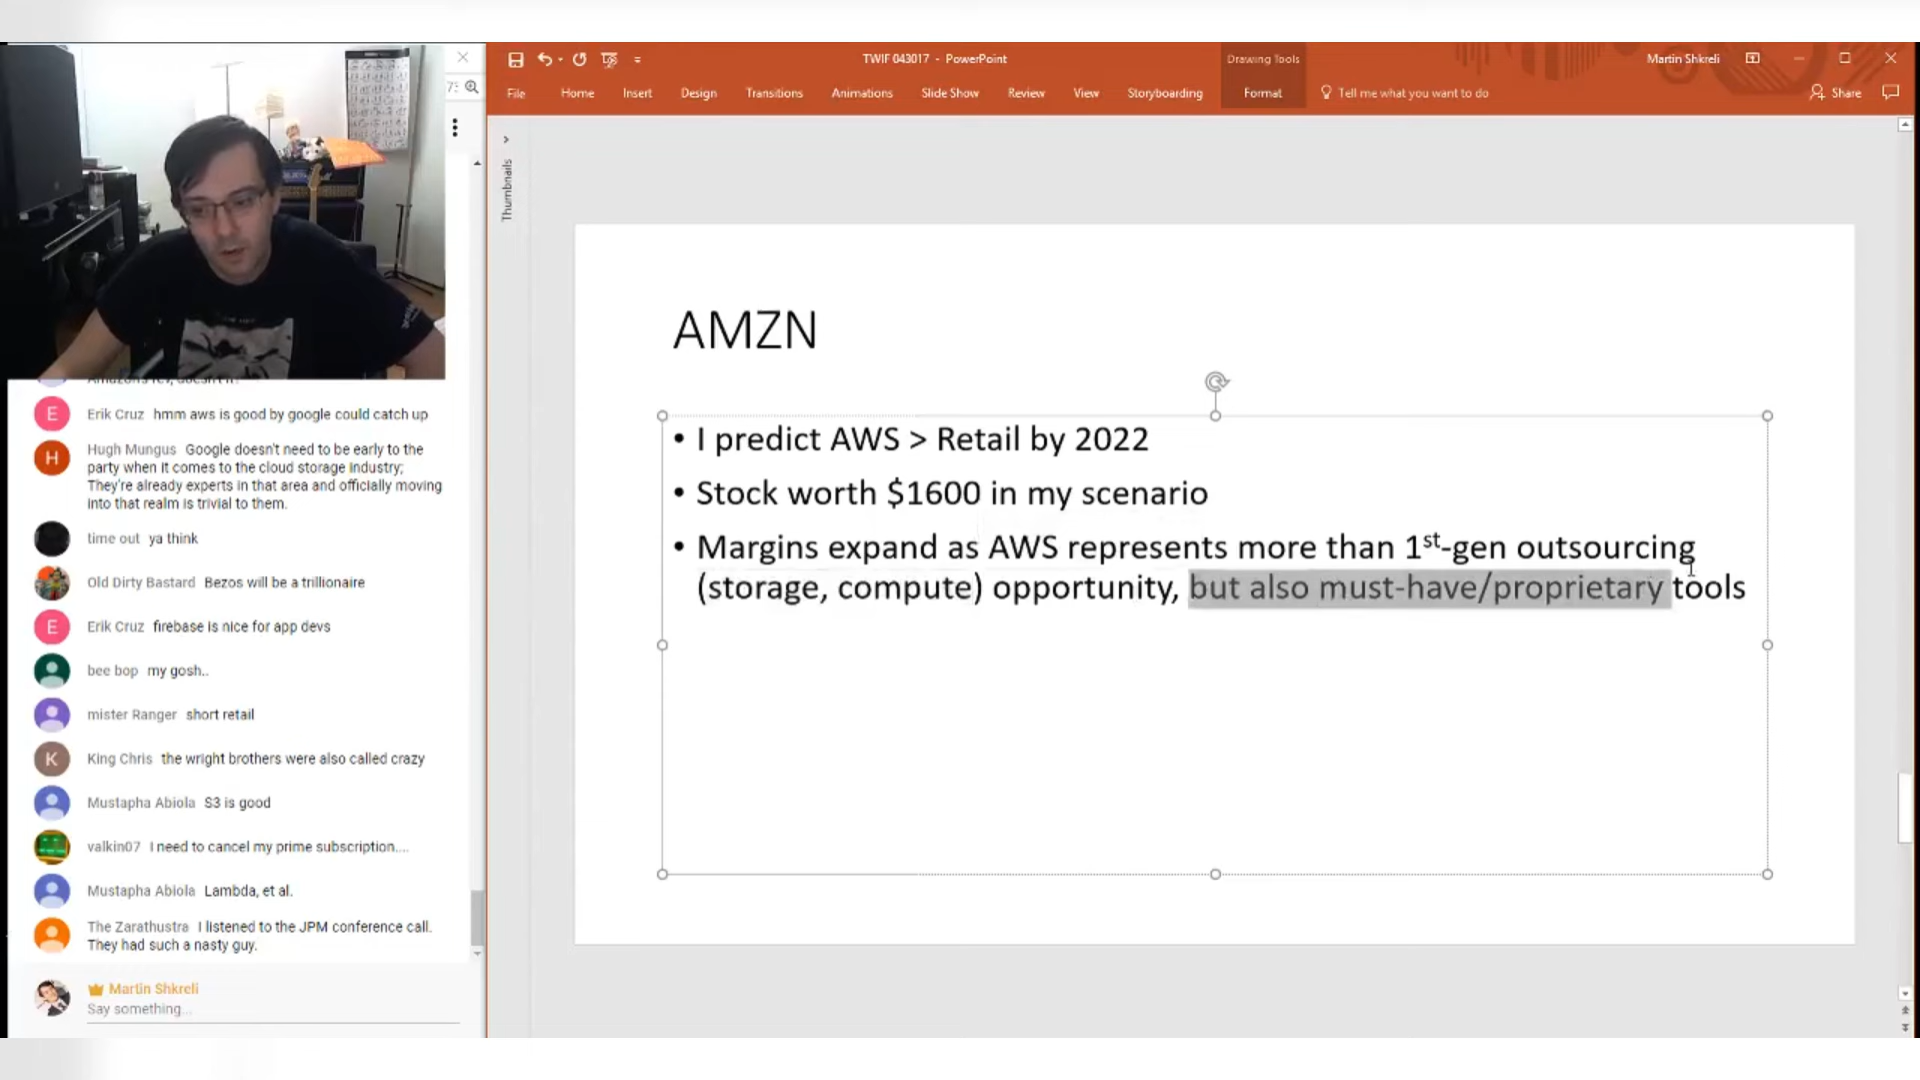 TWIF 043017 - PowerPoint
Drawing Tools
Martin Shkreli
File
Home
Insert
Design
Transitions
Animations
Slide Show
Review
View
Storyboarding
Format
Tell me what you want to do
Share
Thumbnails
AMZN
• I predict AWS > Retail by 2022
• Stock worth $1600 in my scenario
• Margins expand as AWS represents more than 1st-gen outsourcing
(storage, compute) opportunity, but also must-have/proprietary tools
Erik Cruz hmm aws is good by google could catch up
Hugh Mungus Google doesn't need to be early to the
party when it comes to the cloud storage industry;
They're already experts in that area and officially moving
into that realm is trivial to them.
time out ya think
Old Dirty Bastard Bezos will be a trillionaire
Erik Cruz firebase is nice for app devs
bee bop my gosh..
mister Ranger short retail
King Chris the wright brothers were also called crazy
Mustapha Abiola S3 is good
valkin07 I need to cancel my prime subscription....
Mustapha Abiola Lambda, et al.
The Zarathustra I listened to the JPM conference call.
They had such a nasty guy.
Martin Shkreli
Say something...
E
H
E
K